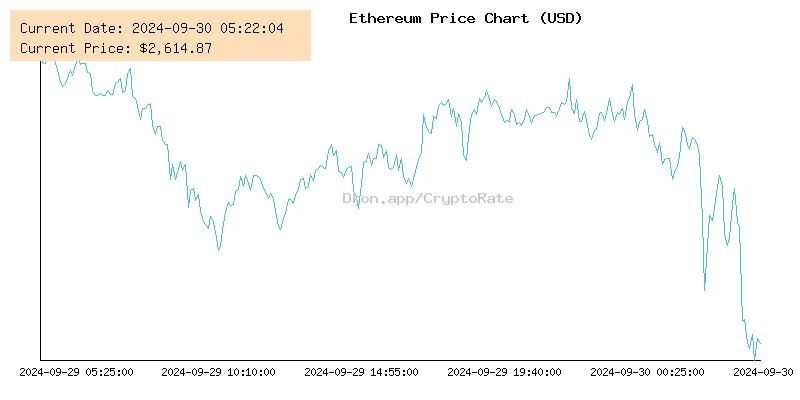 Ethereum Price Chart (USD)
Current Date: 2024-09-30 05:22:04
Current Price: $2,614.87
Dhon.app/CryptoRate
2024-09-29 05:25:00 2024-09-29 10:10:00 2024-09-29 14:55:00 2024-09-29 19:40:00 2024-09-30 00:25:00 2024-09-30